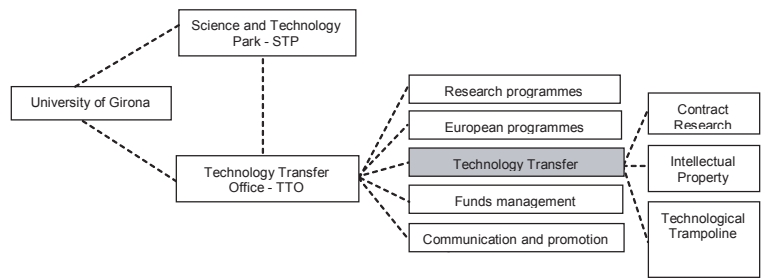 Science and Technology
Park - STP
University of Girona
Technology Transfer
Office - TTO
Research programmes
European programmes
Technology Transfer
Funds management
Communication and promotion
Contract
Research
Intellectual
Property
Technological
Trampoline